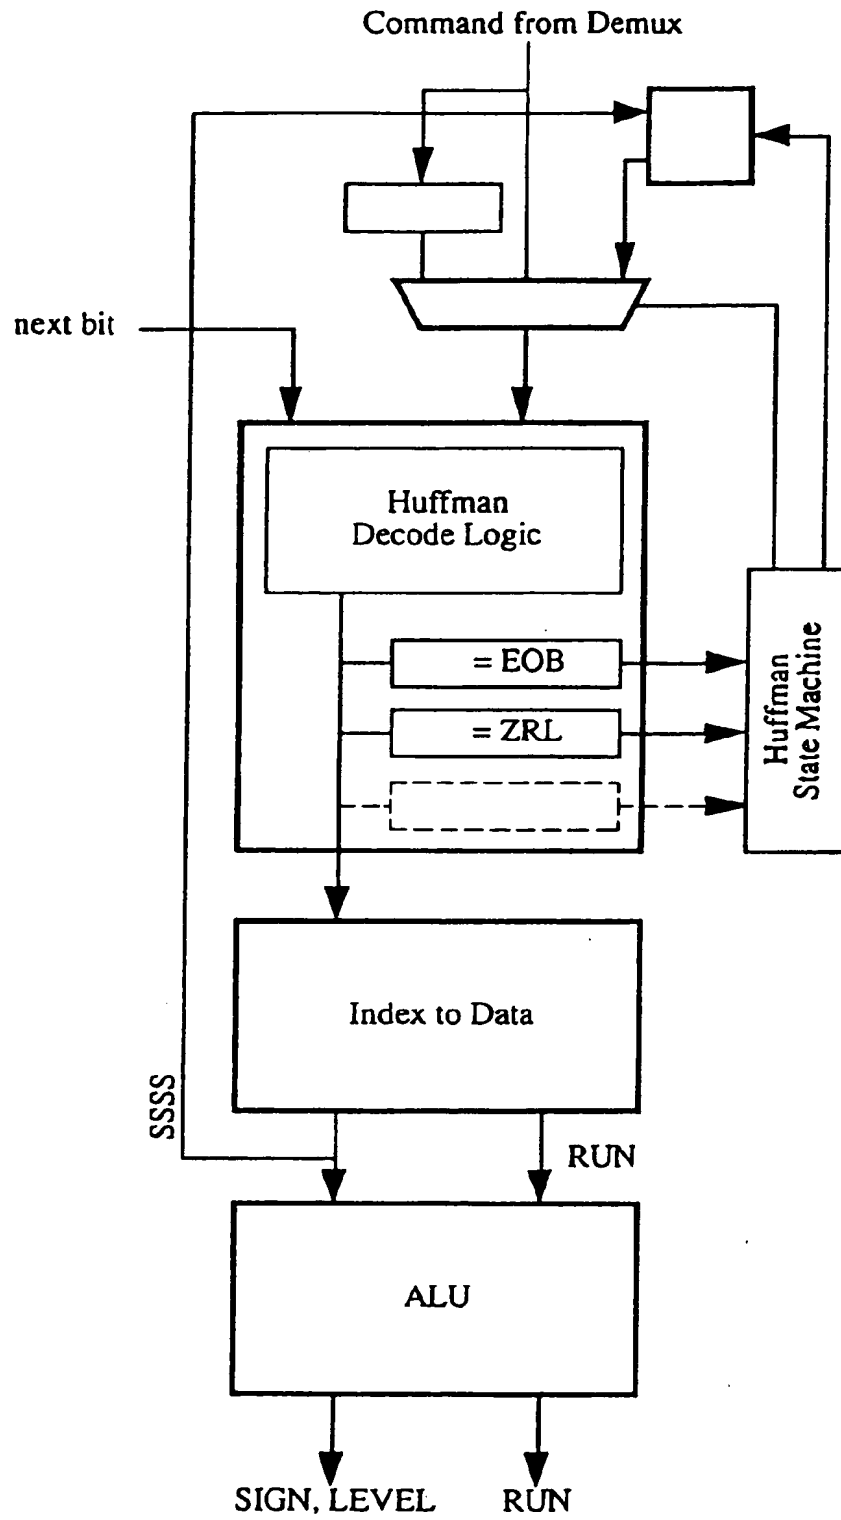 Command from Demux
next bit
Huffman
Decode Logic
= EOB
= ZRL
Huffman
State Machine
Index to Data
SSSS
RUN
ALU
SIGN, LEVEL
RUN